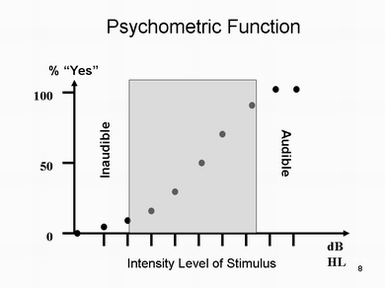 Psychometric Function
% “Yes”
100
Inaudible
Audible
50
0
dB
HL
Intensity Level of Stimulus
8